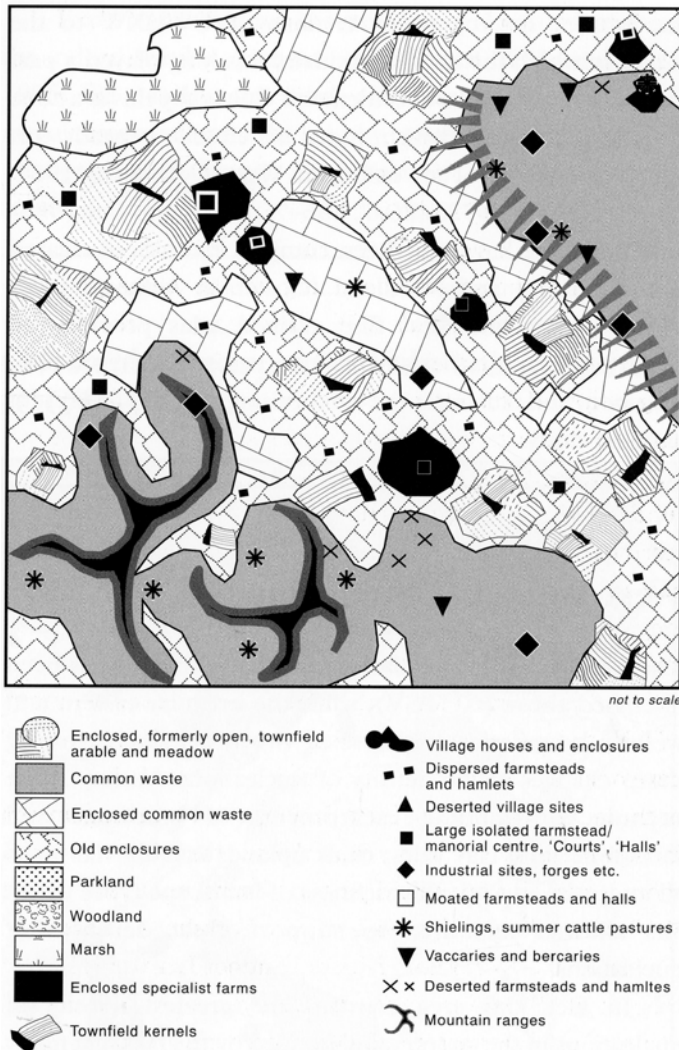 not to scale
Enclosed, formerly open, townfield
arable and meadow
Common waste
Enclosed common waste
Old enclosures
Parkland
Woodland
Marsh
Enclosed specialist farms
Townfield kernels
Village houses and enclosures
Dispersed farmsteads
and hamlets
Deserted village sites
Large isolated farmstead/
manorial centre, 'Courts', 'Halls'
Industrial sites, forges etc.
Moated farmsteads and halls
Shielings, summer cattle pastures
Vaccaries and bercaries
Deserted farmsteads and hamltes
Mountain ranges